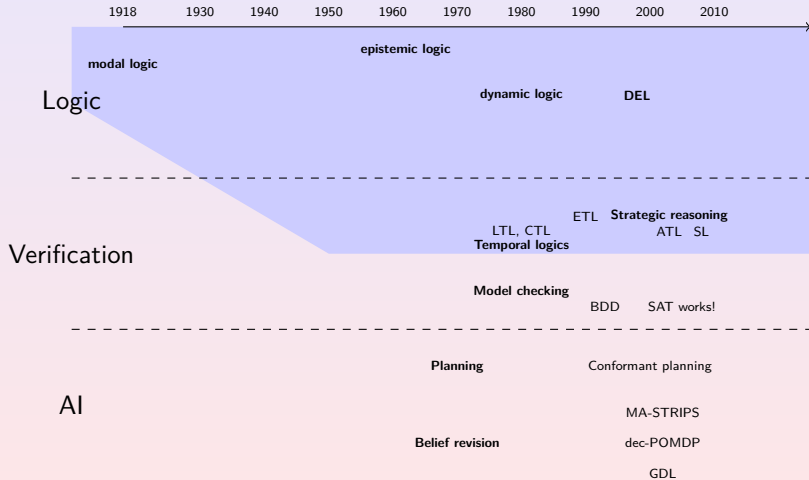 1918 1930 1940 1950 1960 1970 1980 1990 2000 2010
epistemic logic
modal logic
Logic
dynamic logic DEL
ETL Strategic reasoning
LTL, CTL ATL SL
Temporal logics
Verification
Model checking
BDD SAT works!
Planning Conformant planning
AI
MA-STRIPS
Belief revision dec-POMDP
GDL